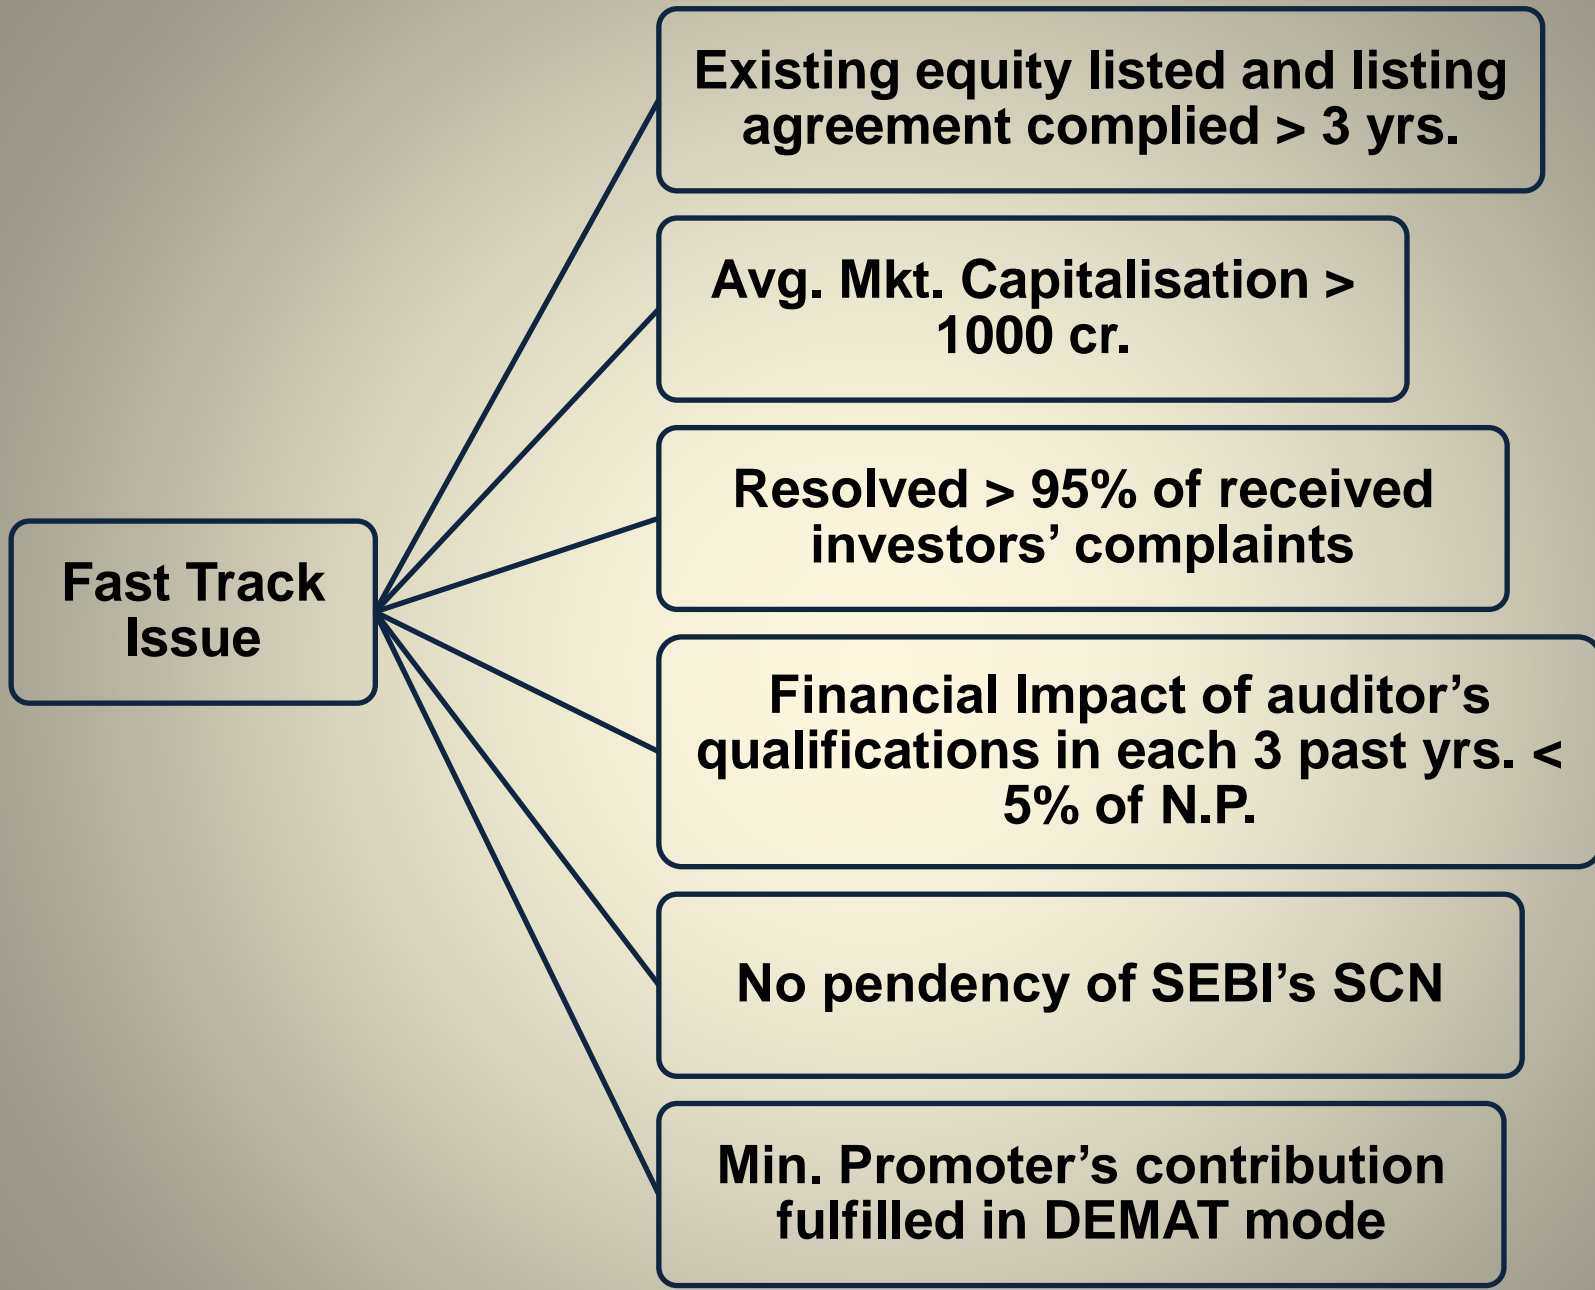 Existing equity listed and listing
agreement complied > 3 yrs.
Avg. Mkt. Capitalisation >
1000 cr.
Resolved > 95% of received
investors’ complaints
Fast Track
Issue
Financial Impact of auditor’s
qualifications in each 3 past yrs. <
5% of N.P.
No pendency of SEBI’s SCN
Min. Promoter’s contribution
fulfilled in DEMAT mode